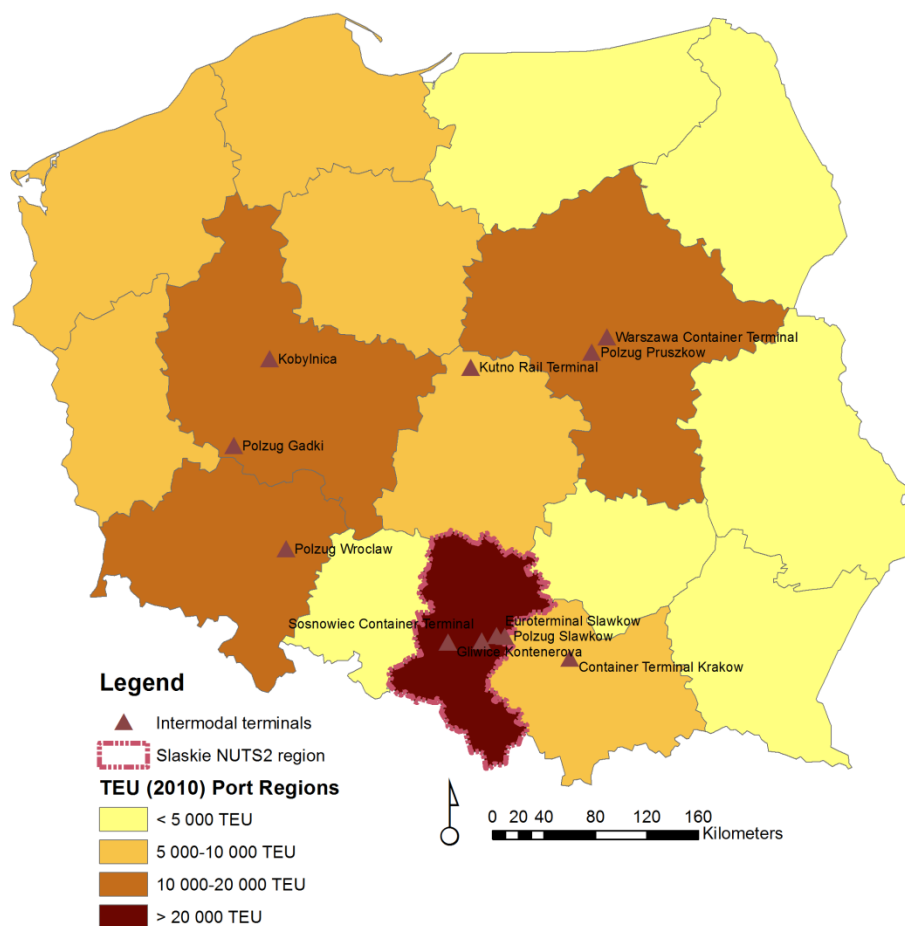 Warszawa Container Terminal
Polzug Pruszkow
Kobylnica
Kutno Rail Terminal
Polzug Gadki
Polzug Wroclaw
Sosnowiec Container Terminal
Euroterminal Slawkow
Polzug Slawkow
Gliwice Kontenerova
Container Terminal Krakow
Legend
Intermodal terminals
Slaskie NUTS2 region
TEU (2010) Port Regions
< 5 000 TEU
5 000-10 000 TEU
10 000-20 000 TEU
> 20 000 TEU
0 20 40 80 120 160
Kilometers